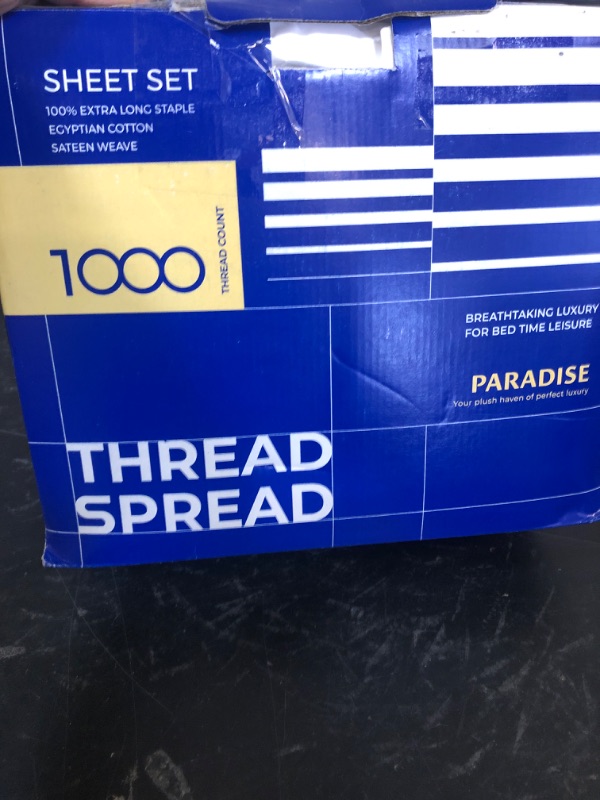 SHEET SET
100% EXTRA LONG STAPLE
EGYPTIAN COTTON
SATEEN WEAVE
1000
THREAD COUNT
BREATHTAKING LUXURY
FOR BED TIME LEISURE
PARADISE
Your plush haven of perfect luxury
THREAD
SPREAD